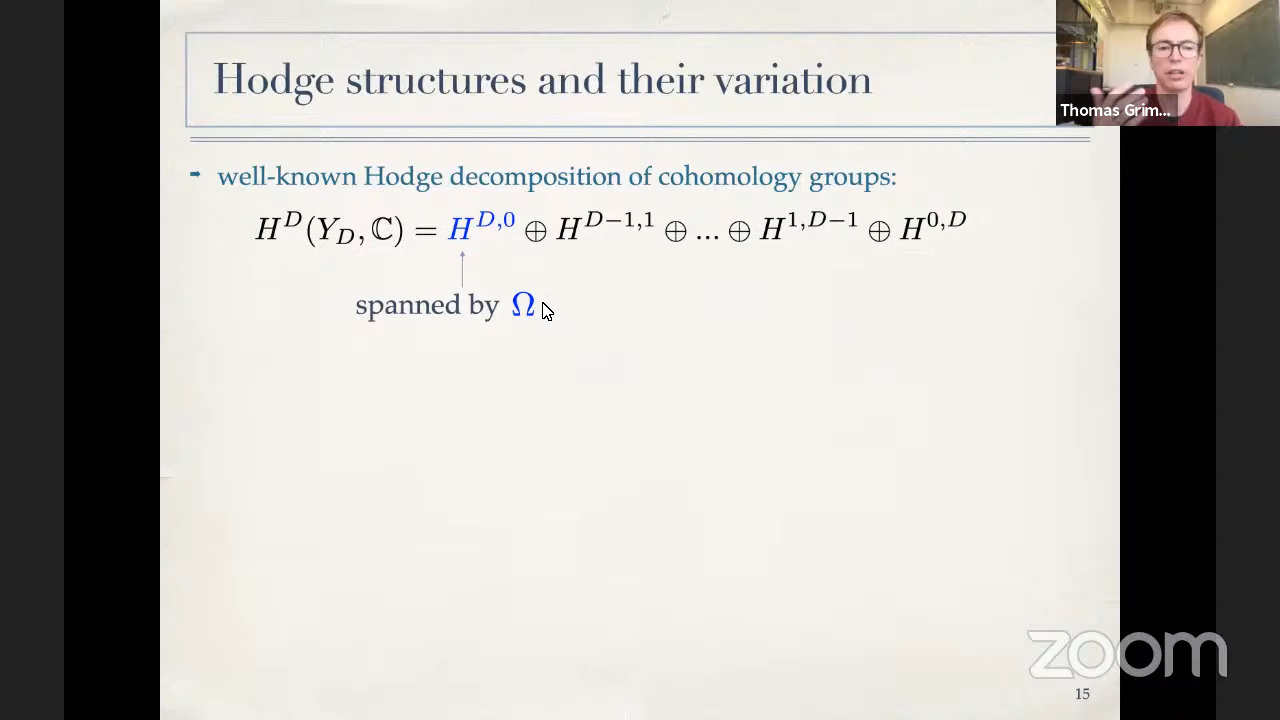 Hodge structures and their variation
Thomas Grim...
➡ well-known Hodge decomposition of cohomology groups:
H^D(Y_D, ℂ) = H^{D,0} ⊕ H^{D−1,1} ⊕ ... ⊕ H^{1,D−1} ⊕ H^{0,D}
spanned by Ω
zoom
15